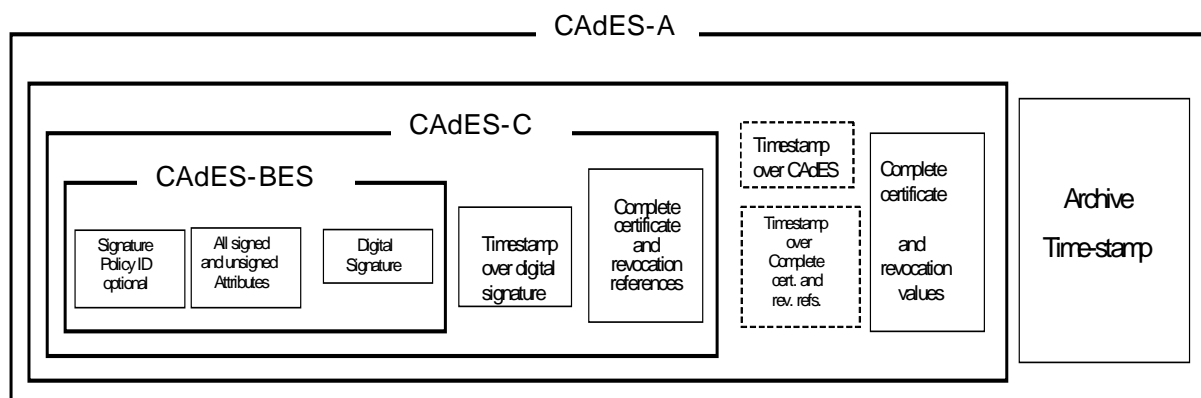 CAdES-A
CAdES-C
CAdES-BES
Signature
Policy ID
optional
All signed
and unsigned
Attributes
Digital
Signature
Timestamp
over digital
signature
Complete
certificate
and
revocation
references
Timestamp
over CAdES
Timestamp
over
Complete
cert. and
rev. refs.
Complete
certificate
and
revocation
values
Archive
Time-stamp